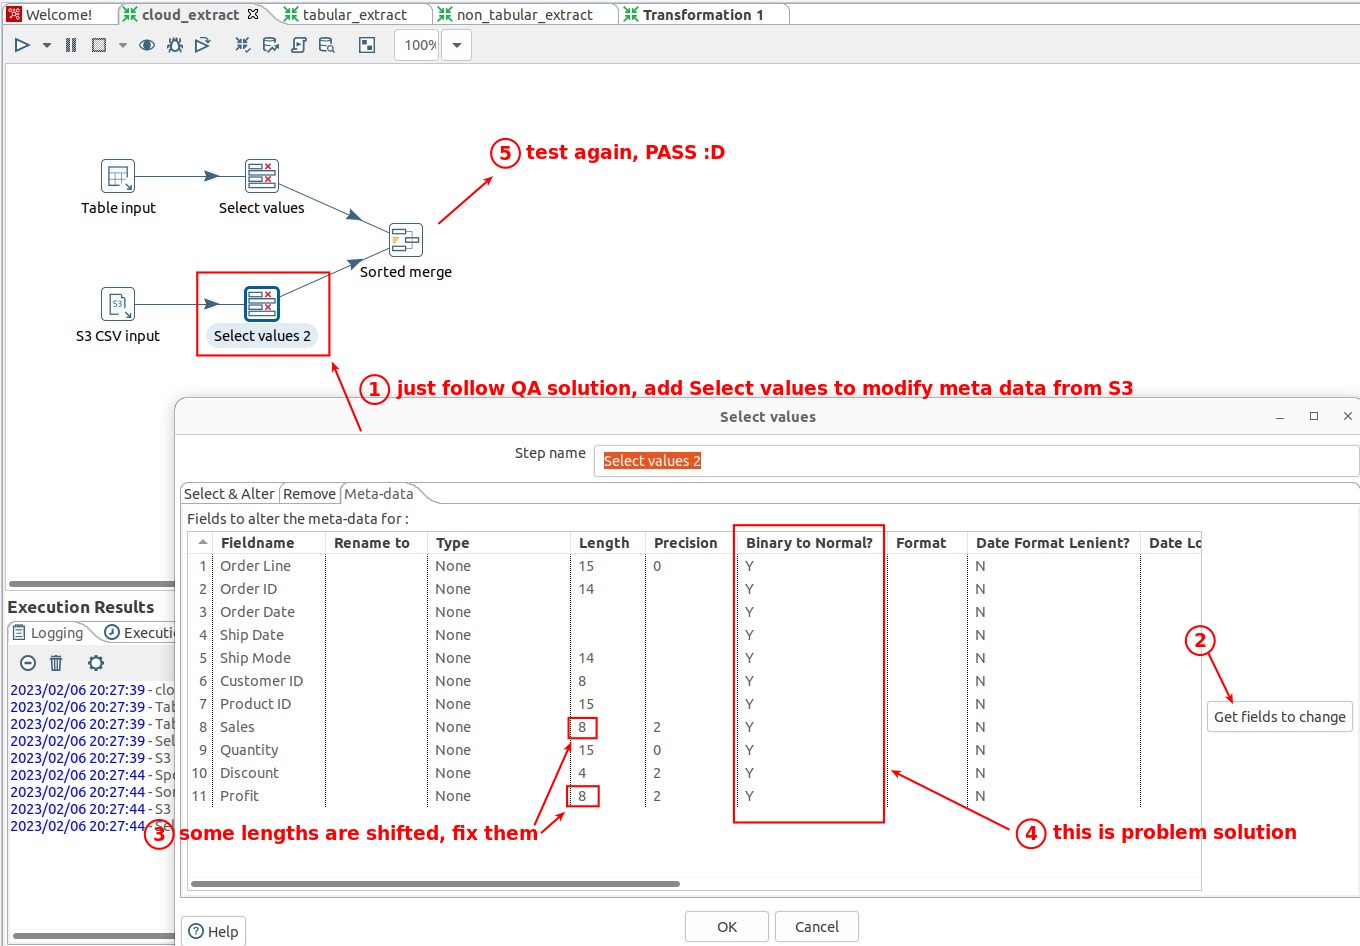 Welcome!
cloud_extract
tabular_extract
non_tabular_extract
Transformation 1
100%
5 test again, PASS :D
Table input
Select values
Sorted merge
S3
S3 CSV input
Select values 2
1 just follow QA solution, add Select values to modify meta data from S3
Select values
Step name Select values 2
Select & Alter Remove Meta-data
Fields to alter the meta-data for :
Fieldname Rename to Type Length Precision Binary to Normal? Format Date Format Lenient? Date Lo
1 Order Line None 15 0 Y N
2 Order ID None 14 Y N
3 Order Date None Y N
4 Ship Date None Y N
5 Ship Mode None 14 Y N
6 Customer ID None 8 Y N
7 Product ID None 15 Y N
8 Sales None 8 2 Y N
9 Quantity None 15 0 Y N
10 Discount None 4 2 Y N
11 Profit None 8 2 Y N
2
Get fields to change
3 some lengths are shifted, fix them
4 this is problem solution
Execution Results
Logging
Executi
2023/02/06 20:27:39 - clo
2023/02/06 20:27:39 - Tab
2023/02/06 20:27:39 - Tab
2023/02/06 20:27:39 - Sel
2023/02/06 20:27:39 - S3
2023/02/06 20:27:44 - Spo
2023/02/06 20:27:44 - Sor
2023/02/06 20:27:44 - S3
2023/02/06 20:27:44 - Sel
Help
OK
Cancel